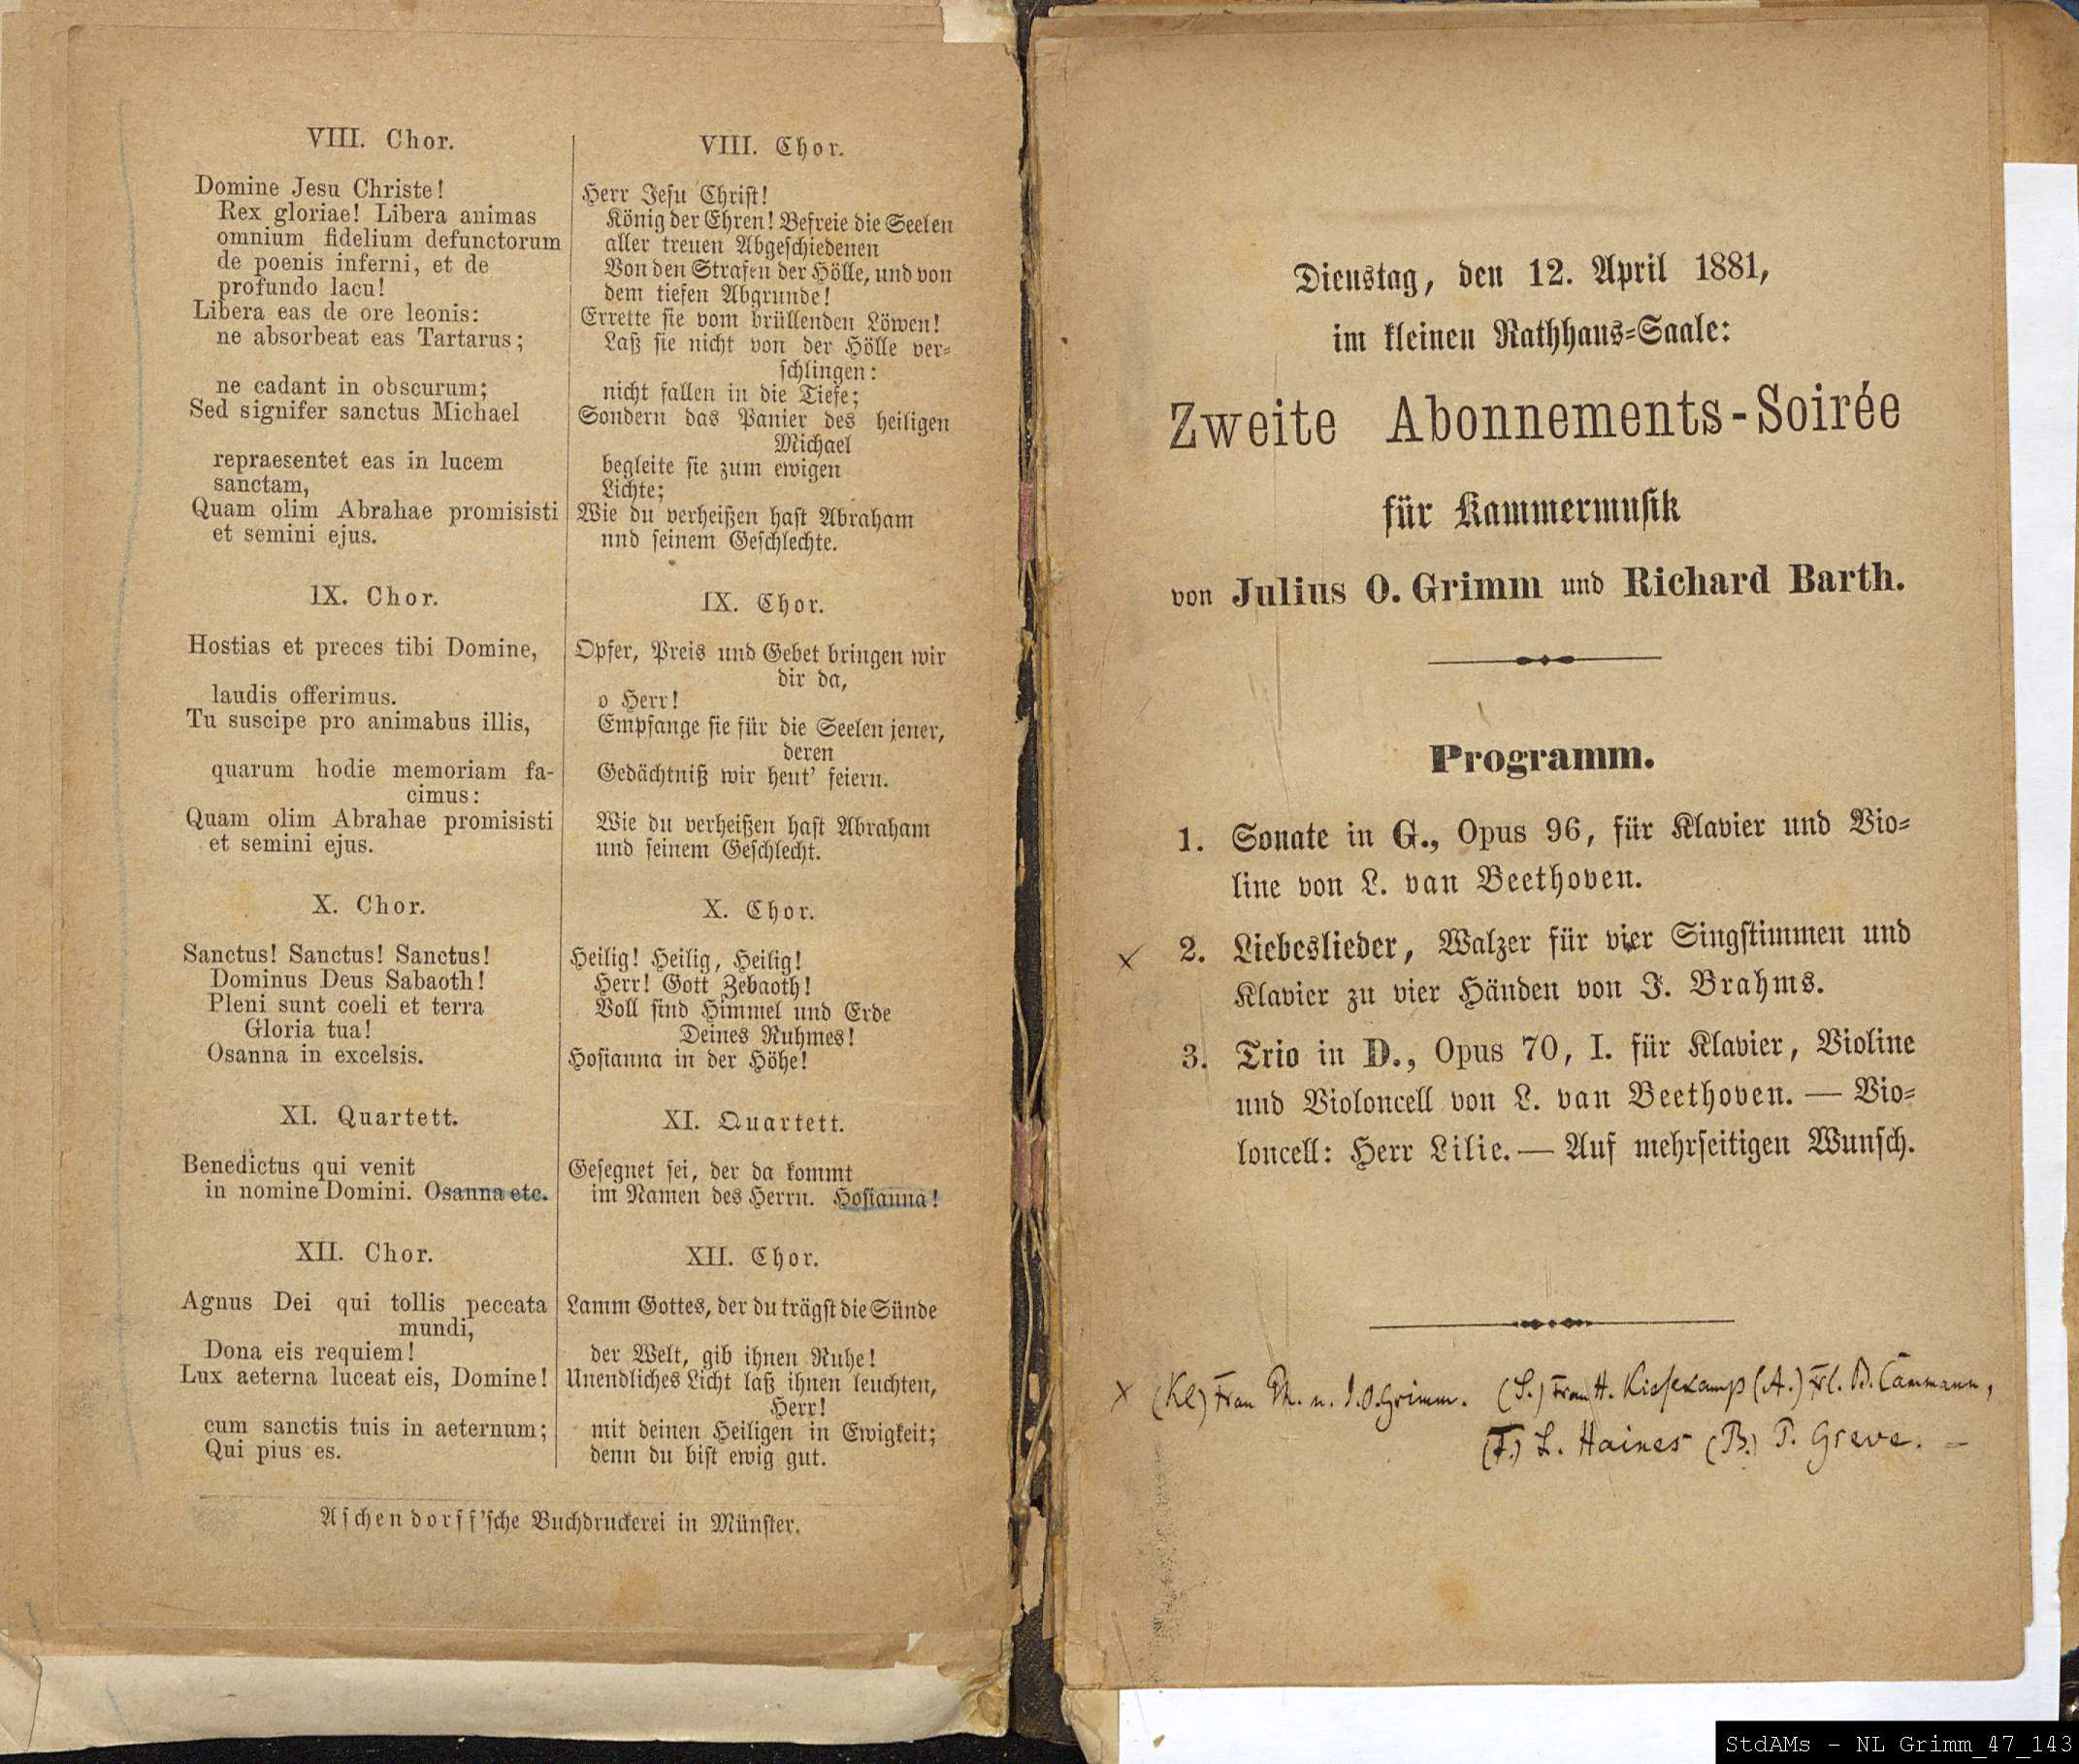 VIII. Chor.
Domine Jesu Christe!
Rex gloriae! Libera animas
omnium fidelium defunctorum
de poenis inferni, et de
profundo lacu!
Libera eas de ore leonis:
ne absorbeat eas Tartarus;
ne cadant in obscurum;
Sed signifer sanctus Michael
repraesentet eas in lucem
sanctam,
Quam olim Abrahae promisisti
et semini ejus.
IX. Chor.
Hostias et preces tibi Domine,
laudis offerimus.
Tu suscipe pro animabus illis,
quarum hodie memoriam fa-
cimus:
Quam olim Abrahae promisisti
et semini ejus.
X. Chor.
Sanctus! Sanctus! Sanctus!
Dominus Deus Sabaoth!
Pleni sunt coeli et terra
Gloria tua!
Osanna in excelsis.
XI. Quartett.
Benedictus qui venit
in nomine Domini. Osanna etc.
XII. Chor.
Agnus Dei qui tollis peccata
mundi,
Dona eis requiem!
Lux aeterna luceat eis, Domine!
cum sanctis tuis in aeternum;
Qui pius es.
VIII. Chor.
Herr Jesu Christ!
König der Ehren! Befreie die Seelen
aller treuen Abgeschiedenen
Von den Strafen der Hölle, und von
dem tiefen Abgrunde!
Errette sie vom brüllenden Löwen!
Laß sie nicht von der Hölle ver-
schlingen:
nicht fallen in die Tiefe;
Sondern das Panier des heiligen
Michael
begleite sie zum ewigen
Lichte;
Wie du verheißen hast Abraham
und seinem Geschlechte.
IX. Chor.
Opfer, Preis und Gebet bringen wir
dir da,
o Herr!
Empfange sie für die Seelen jener,
deren
Gedächtniß wir heut' feiern.
Wie du verheißen hast Abraham
und seinem Geschlecht.
X. Chor.
Heilig! Heilig, Heilig!
Herr! Gott Zebaoth!
Voll sind Himmel und Erde
Deines Ruhmes!
Hosianna in der Höhe!
XI. Quartett.
Gesegnet sei, der da kommt
im Namen des Herrn. Hosianna!
XII. Chor.
Lamm Gottes, der du trägst die Sünde
der Welt, gib ihnen Ruhe!
Unendliches Licht laß ihnen leuchten,
Herr!
mit deinen Heiligen in Ewigkeit;
denn du bist ewig gut.
Aschendorff'sche Buchdruckerei in Münster.
Dienstag, den 12. April 1881,
im kleinen Rathhaus-Saale:
Zweite Abonnements-Soirée
für Kammermusik
von Julius O. Grimm und Richard Barth.
Programm.
1. Sonate in G., Opus 96, für Klavier und Vio-
line von L. van Beethoven.
x 2. Liebeslieder, Walzer für vier Singstimmen und
Klavier zu vier Händen von J. Brahms.
3. Trio in D., Opus 70, I. für Klavier, Violine
und Violoncell von L. van Beethoven. — Vio-
loncell: Herr Lilie. — Auf mehrseitigen Wunsch.
x (Kl) Frau Ph. u. J.O. Grimm. (S.) Frau H. Kiesekamp (A.) Frl. B. Cammann,
(T.) L. Haines (B.) P. Greve. —
StdAMs - NL Grimm_47_143